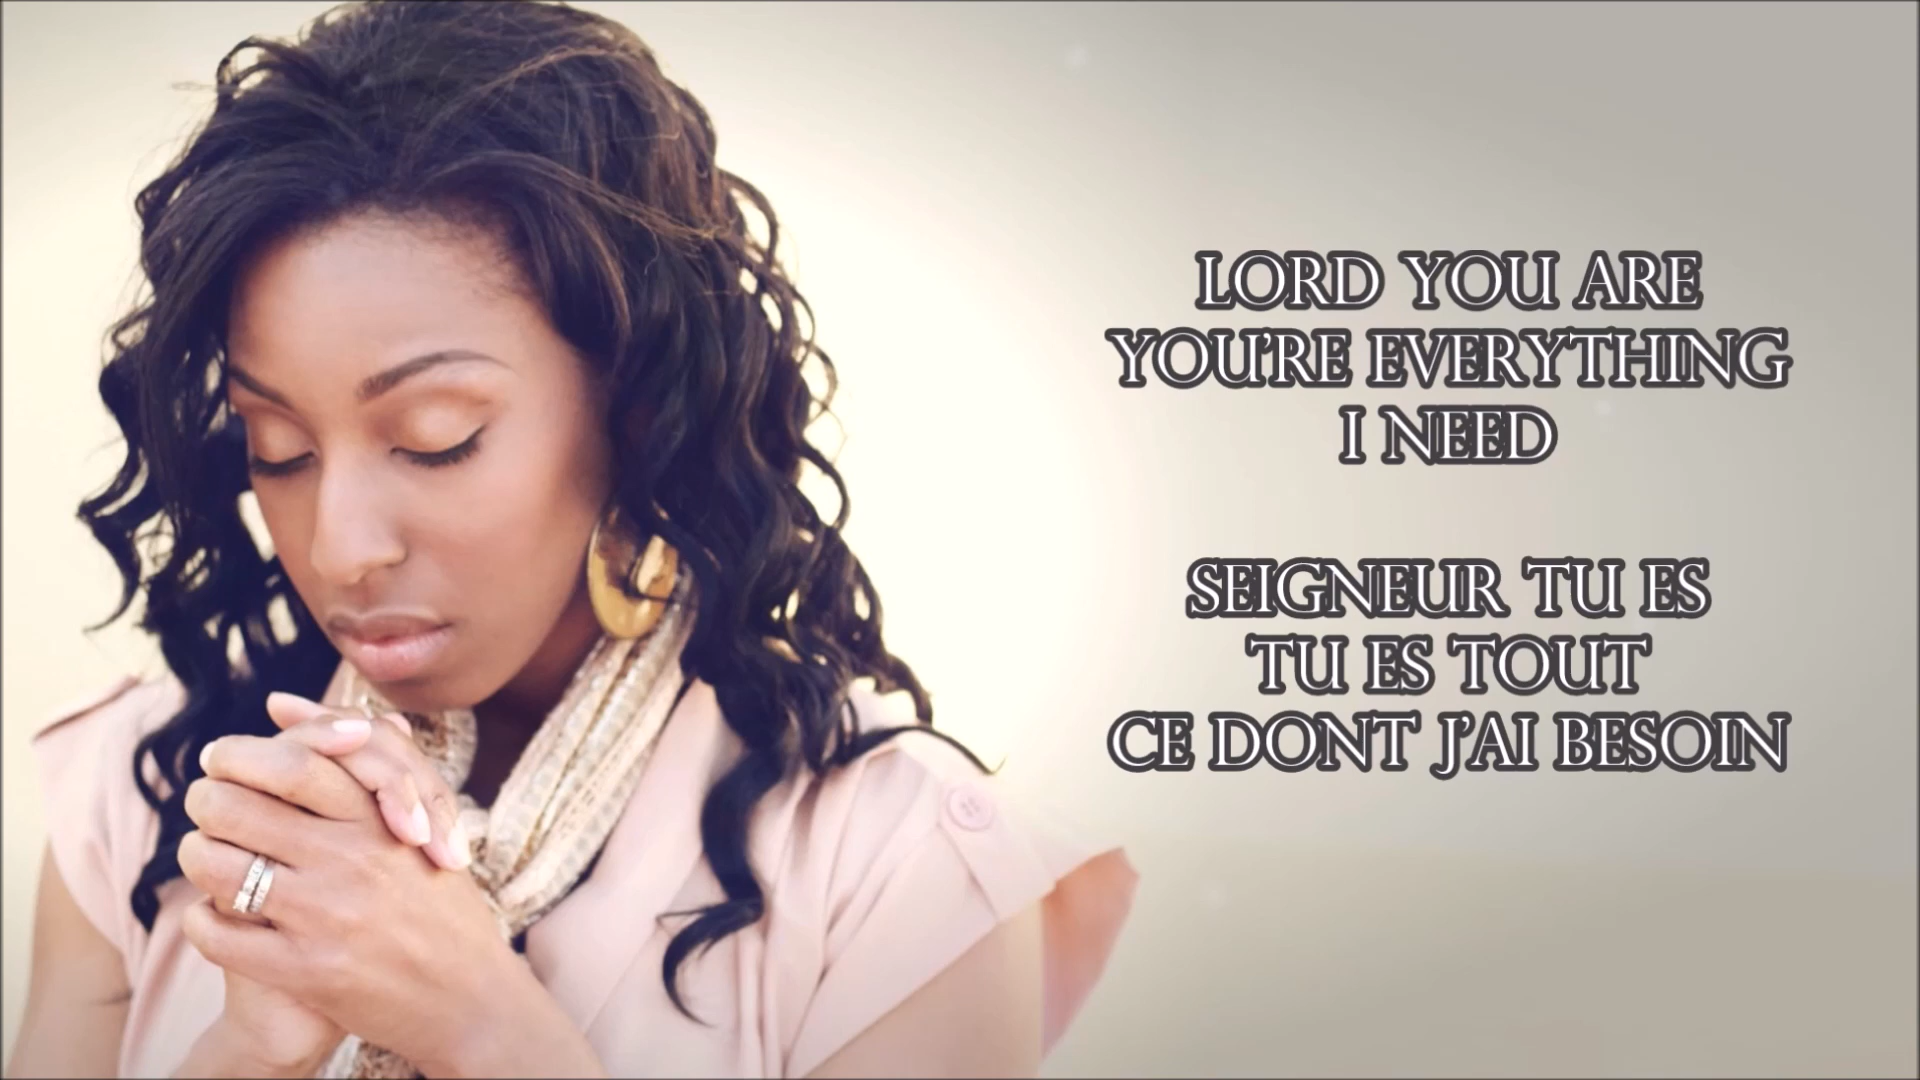 LORD YOU ARE
YOU'RE EVERYTHING
I NEED
SEIGNEUR TU ES
TU ES TOUT
CE DONT J'AI BESOIN